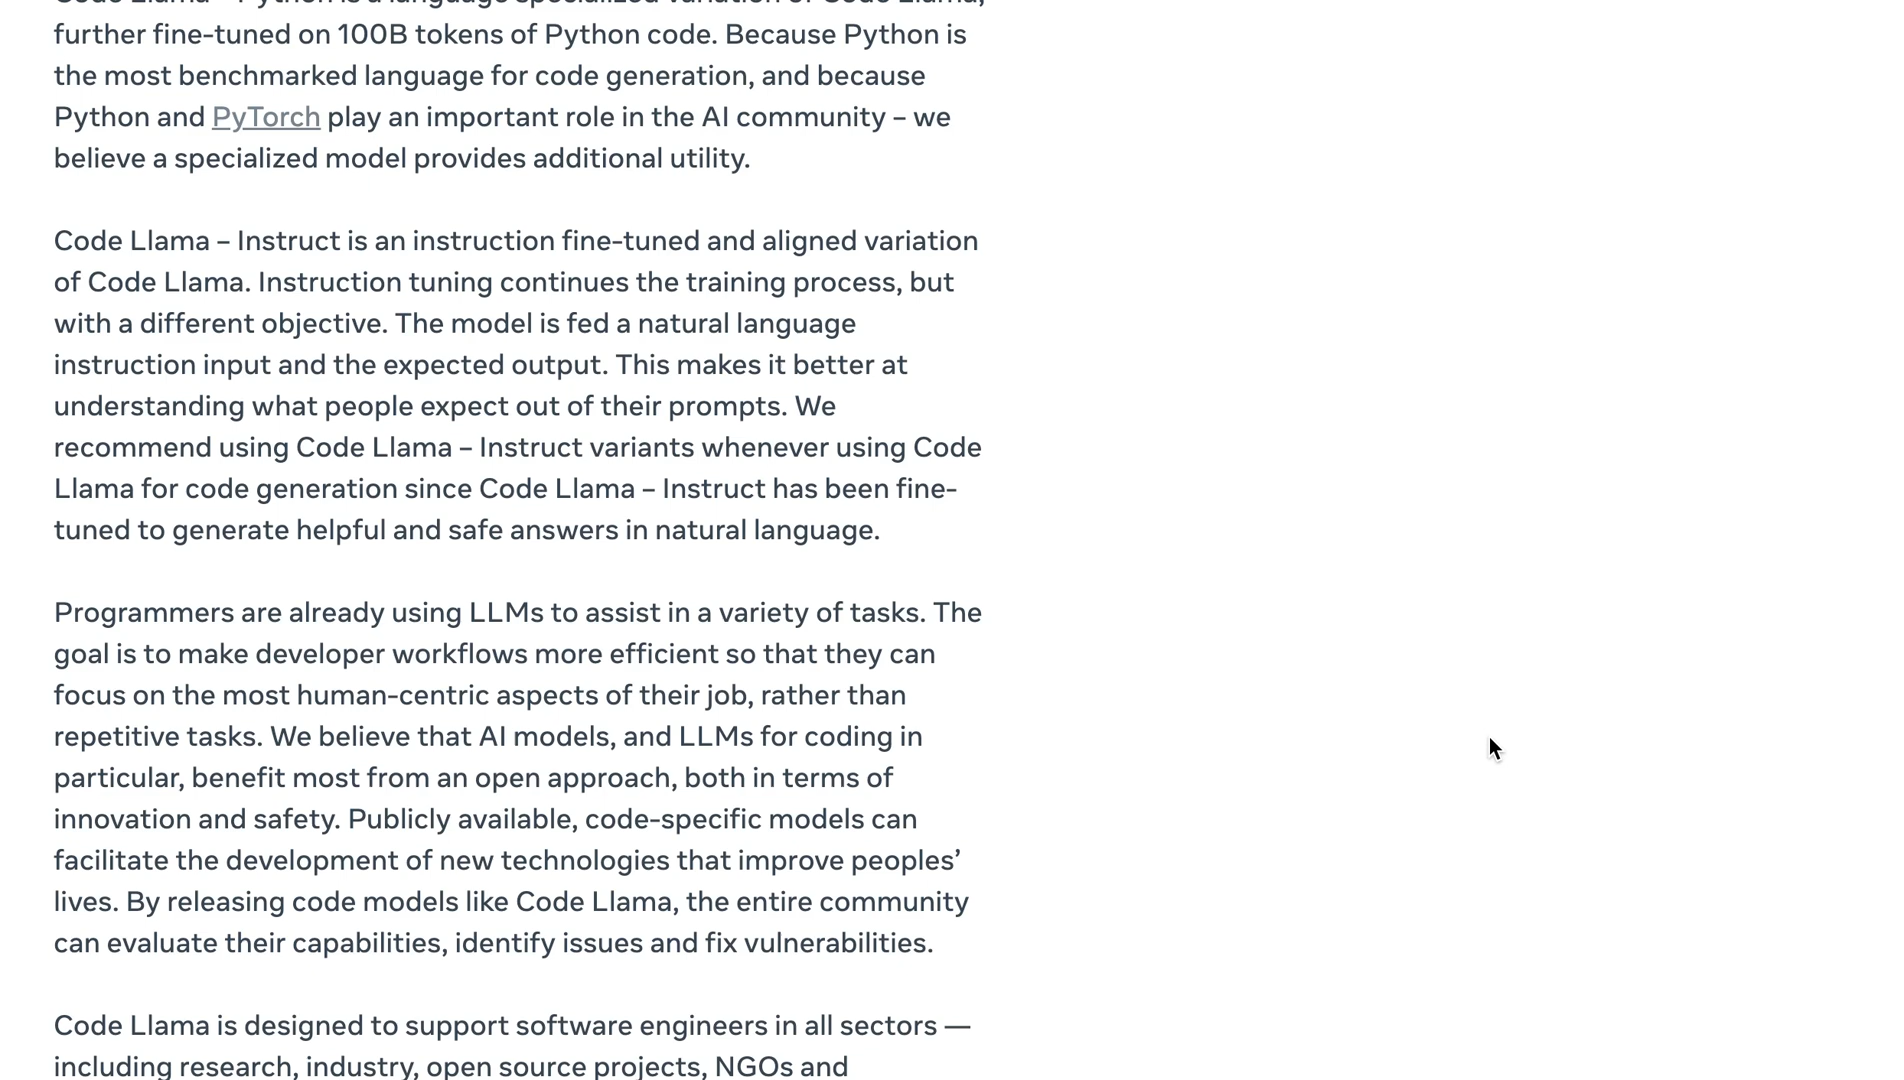 Code Llama – Python is a language specialized variation of Code Llama,
further fine-tuned on 100B tokens of Python code. Because Python is
the most benchmarked language for code generation, and because
Python and PyTorch play an important role in the AI community – we
believe a specialized model provides additional utility.
Code Llama – Instruct is an instruction fine-tuned and aligned variation
of Code Llama. Instruction tuning continues the training process, but
with a different objective. The model is fed a natural language
instruction input and the expected output. This makes it better at
understanding what people expect out of their prompts. We
recommend using Code Llama – Instruct variants whenever using Code
Llama for code generation since Code Llama – Instruct has been fine-
tuned to generate helpful and safe answers in natural language.
Programmers are already using LLMs to assist in a variety of tasks. The
goal is to make developer workflows more efficient so that they can
focus on the most human-centric aspects of their job, rather than
repetitive tasks. We believe that AI models, and LLMs for coding in
particular, benefit most from an open approach, both in terms of
innovation and safety. Publicly available, code-specific models can
facilitate the development of new technologies that improve peoples’
lives. By releasing code models like Code Llama, the entire community
can evaluate their capabilities, identify issues and fix vulnerabilities.
Code Llama is designed to support software engineers in all sectors —
including research, industry, open source projects, NGOs and